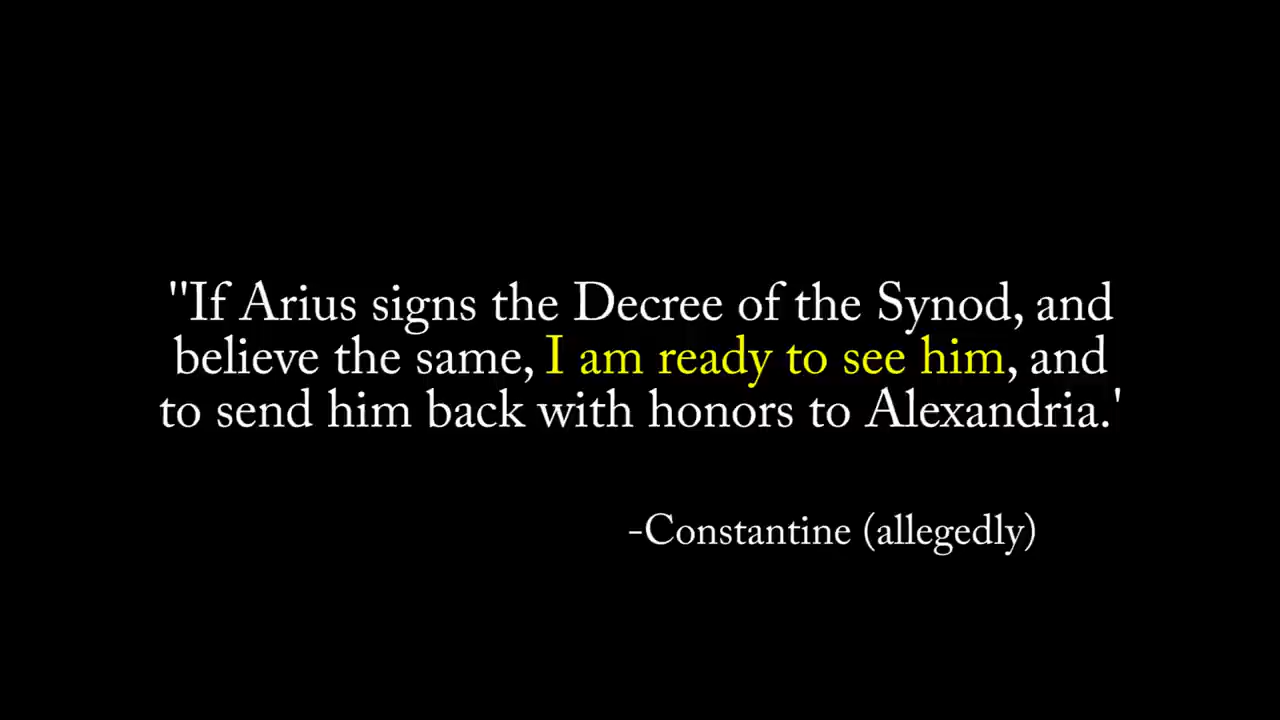 "If Arius signs the Decree of the Synod, and
believe the same, I am ready to see him, and
to send him back with honors to Alexandria.'
-Constantine (allegedly)